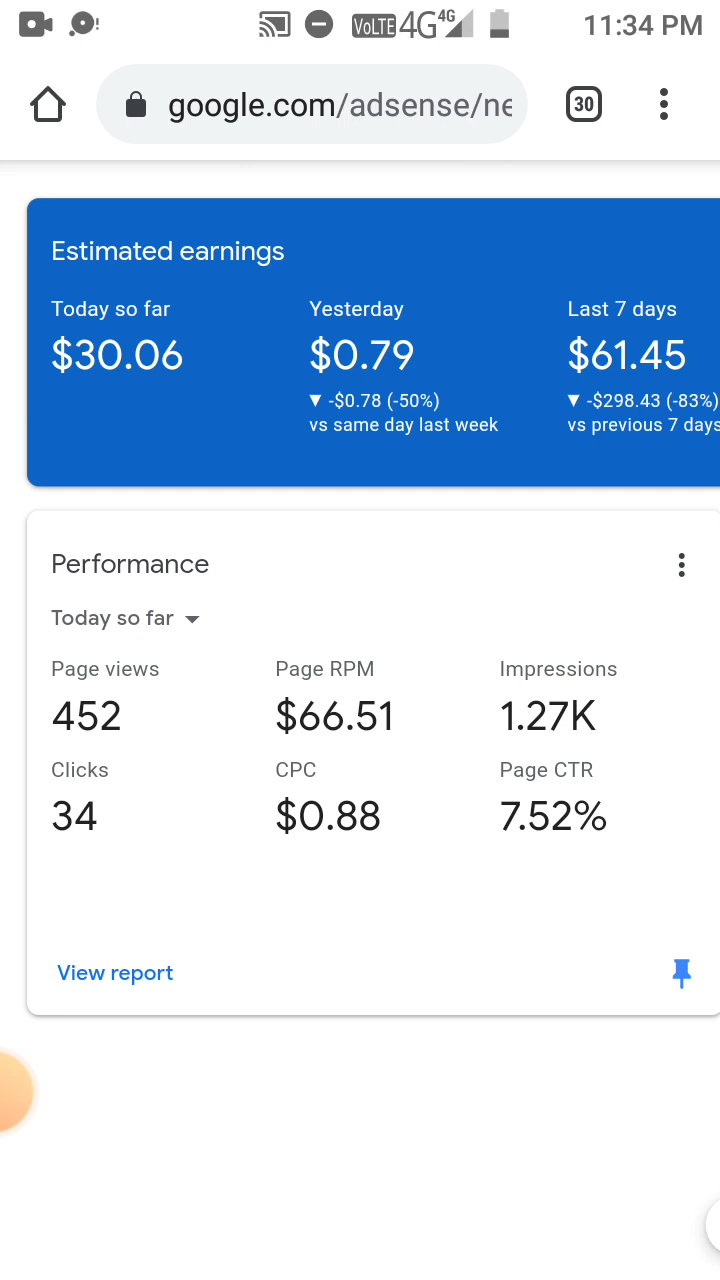 VoLTE 4G 4G 11:34 PM
google.com/adsense/ne
30
Estimated earnings
Today so far Yesterday Last 7 days
$30.06 $0.79 $61.45
▼ -$0.78 (-50%) ▼ -$298.43 (-83%)
vs same day last week vs previous 7 days
Performance
Today so far
Page views Page RPM Impressions
452 $66.51 1.27K
Clicks CPC Page CTR
34 $0.88 7.52%
View report